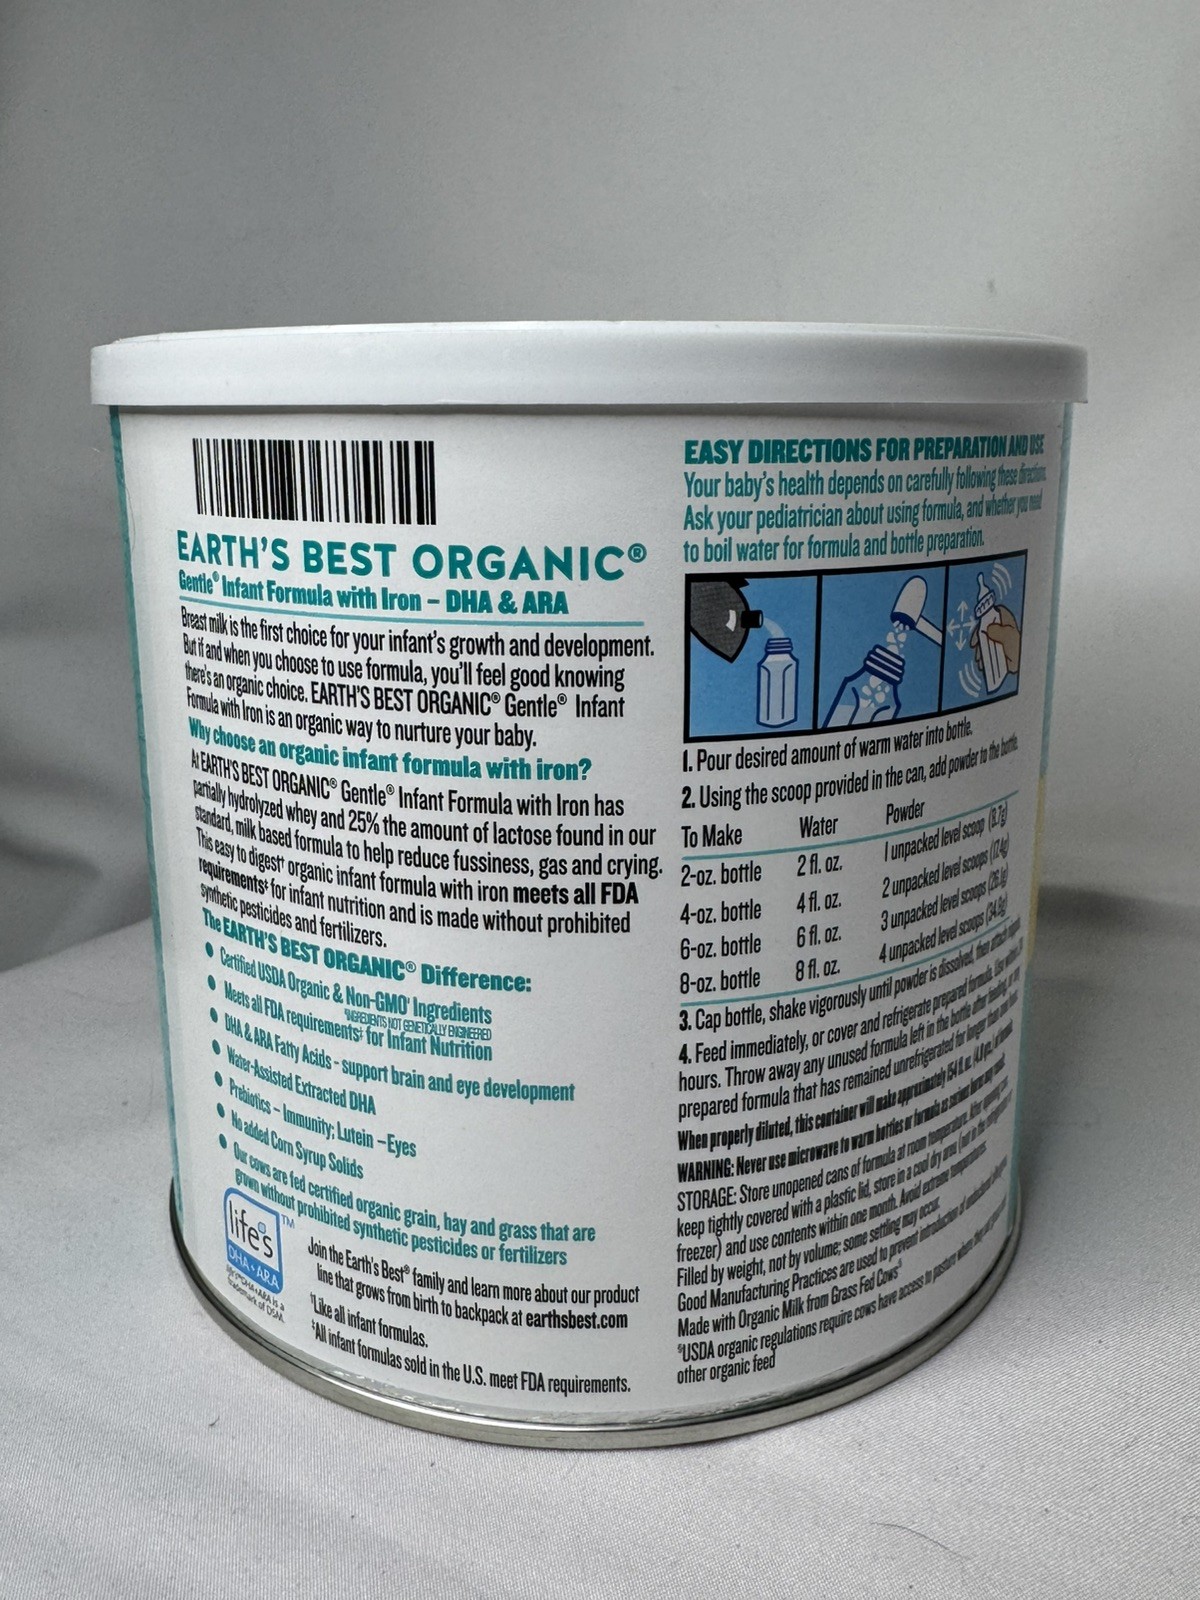 EARTH'S BEST ORGANIC®
Gentle® Infant Formula with Iron – DHA & ARA
Breast milk is the first choice for your infant's growth and development.
But if and when you choose to use formula, you'll feel good knowing
there's an organic choice. EARTH'S BEST ORGANIC® Gentle® Infant
Formula with Iron is an organic way to nurture your baby.
Why choose an organic infant formula with iron?
At EARTH'S BEST ORGANIC® Gentle® Infant Formula with Iron has
partially hydrolyzed whey and 25% the amount of lactose found in our
standard, milk based formula to help reduce fussiness, gas and crying.
This easy to digest† organic infant formula with iron meets all FDA
requirements‡ for infant nutrition and is made without prohibited
synthetic pesticides and fertilizers.
The EARTH'S BEST ORGANIC® Difference:
• Certified USDA Organic & Non-GMO* Ingredients
*INGREDIENTS NOT GENETICALLY ENGINEERED
• Meets all FDA requirements‡ for Infant Nutrition
• DHA & ARA Fatty Acids - support brain and eye development
• Water-Assisted Extracted DHA
• Prebiotics – Immunity; Lutein – Eyes
• No added Corn Syrup Solids
• Our cows are fed certified organic grain, hay and grass that are
grown without prohibited synthetic pesticides or fertilizers
life's™
DHA•ARA
life'sDHA+ARA is a
trademark of DSM.
Join the Earth's Best® family and learn more about our product
line that grows from birth to backpack at earthsbest.com
†Like all infant formulas.
‡All infant formulas sold in the U.S. meet FDA requirements.
EASY DIRECTIONS FOR PREPARATION AND USE
Your baby's health depends on carefully following these directions.
Ask your pediatrician about using formula, and whether you need
to boil water for formula and bottle preparation.
1. Pour desired amount of warm water into bottle.
2. Using the scoop provided in the can, add powder to the bottle.
To Make Water Powder
2-oz. bottle 2 fl. oz. 1 unpacked level scoop (8.7g)
4-oz. bottle 4 fl. oz. 2 unpacked level scoops (17.4g)
6-oz. bottle 6 fl. oz. 3 unpacked level scoops (26.1g)
8-oz. bottle 8 fl. oz. 4 unpacked level scoops (34.9g)
3. Cap bottle, shake vigorously until powder is dissolved, then attach nipple
4. Feed immediately, or cover and refrigerate prepared formula. Use within
hours. Throw away any unused formula left in the bottle after feeding, or any
prepared formula that has remained unrefrigerated for longer than
When properly diluted, this container will make approximately 154 fl. oz.
WARNING: Never use microwave to warm bottles or formula as serious burns may result.
STORAGE: Store unopened cans of formula at room temperature. After opening can,
keep tightly covered with a plastic lid, store in a cool dry area (not in the refrigerator or
freezer) and use contents within one month. Avoid extreme temperatures.
Filled by weight, not by volume; some settling may occur.
Good Manufacturing Practices are used to prevent introduction of
Made with Organic Milk from Grass Fed Cows§
§USDA organic regulations require cows have access to pasture
other organic feed